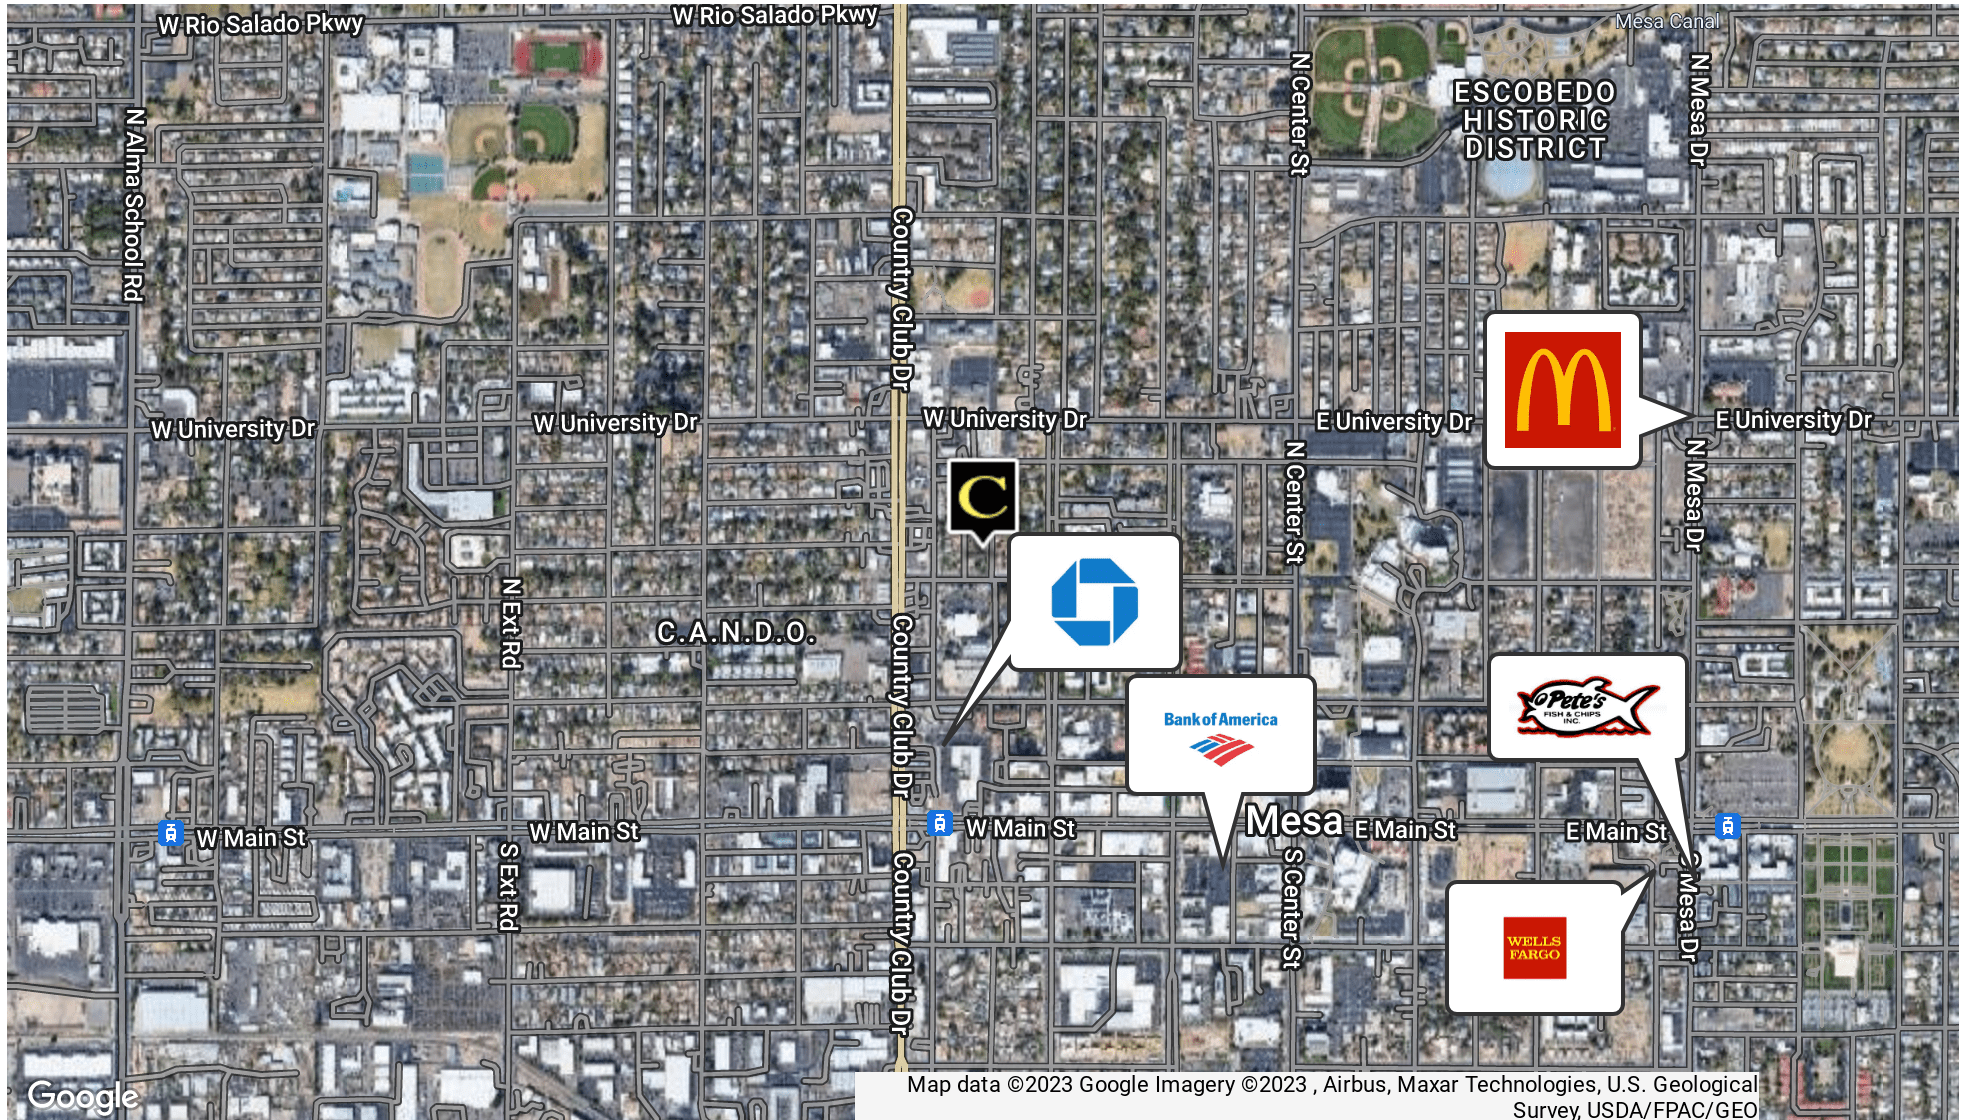 W Rio Salado Pkwy
W Rio Salado Pkwy
Mesa Canal
N Alma School Rd
N Center St
ESCOBEDO
HISTORIC
DISTRICT
N Mesa Dr
Country Club Dr
W University Dr
W University Dr
W University Dr
E University Dr
E University Dr
C
N Center St
N Mesa Dr
N Ext Rd
C.A.N.D.O.
Country Club Dr
Bank of America
Pete's
FISH & CHIPS
INC.
W Main St
W Main St
W Main St
Mesa
E Main St
E Main St
S Ext Rd
Country Club Dr
S Center St
S Mesa Dr
WELLS
FARGO
Google
Map data ©2023 Google Imagery ©2023 , Airbus, Maxar Technologies, U.S. Geological
Survey, USDA/FPAC/GEO